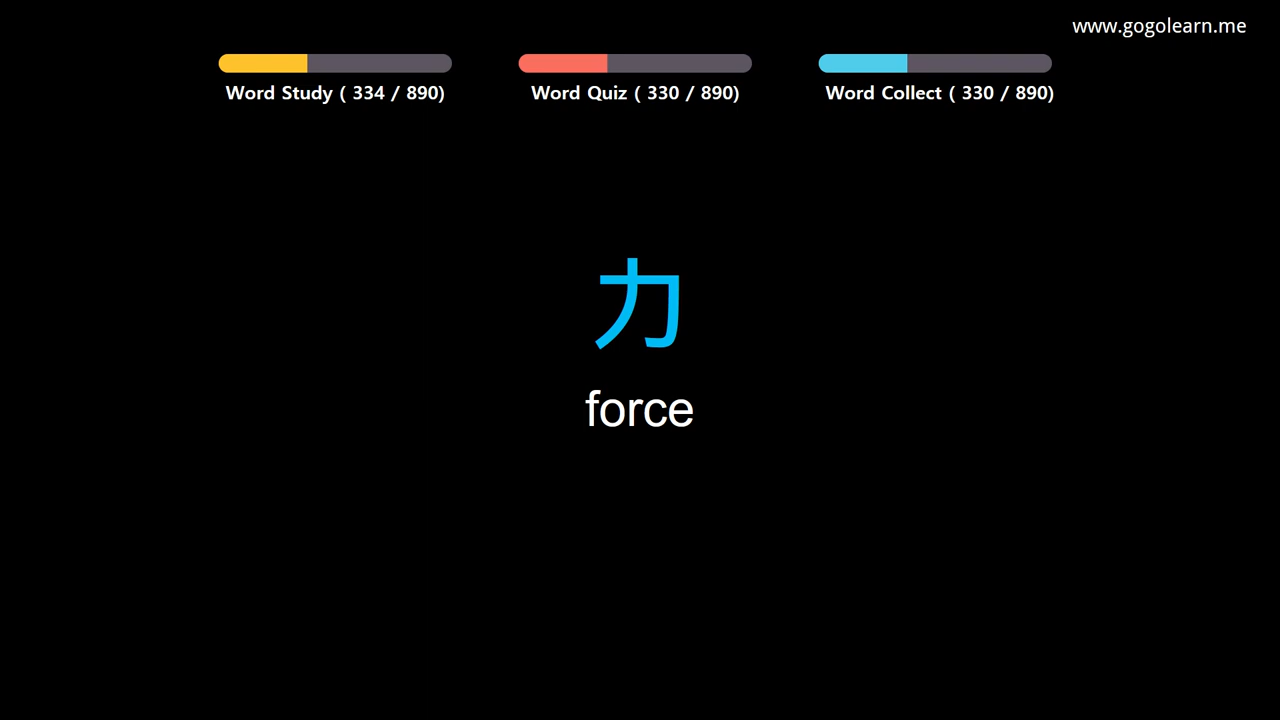 www.gogolearn.me
Word Study ( 334 / 890)
Word Quiz ( 330 / 890)
Word Collect ( 330 / 890)
力
force